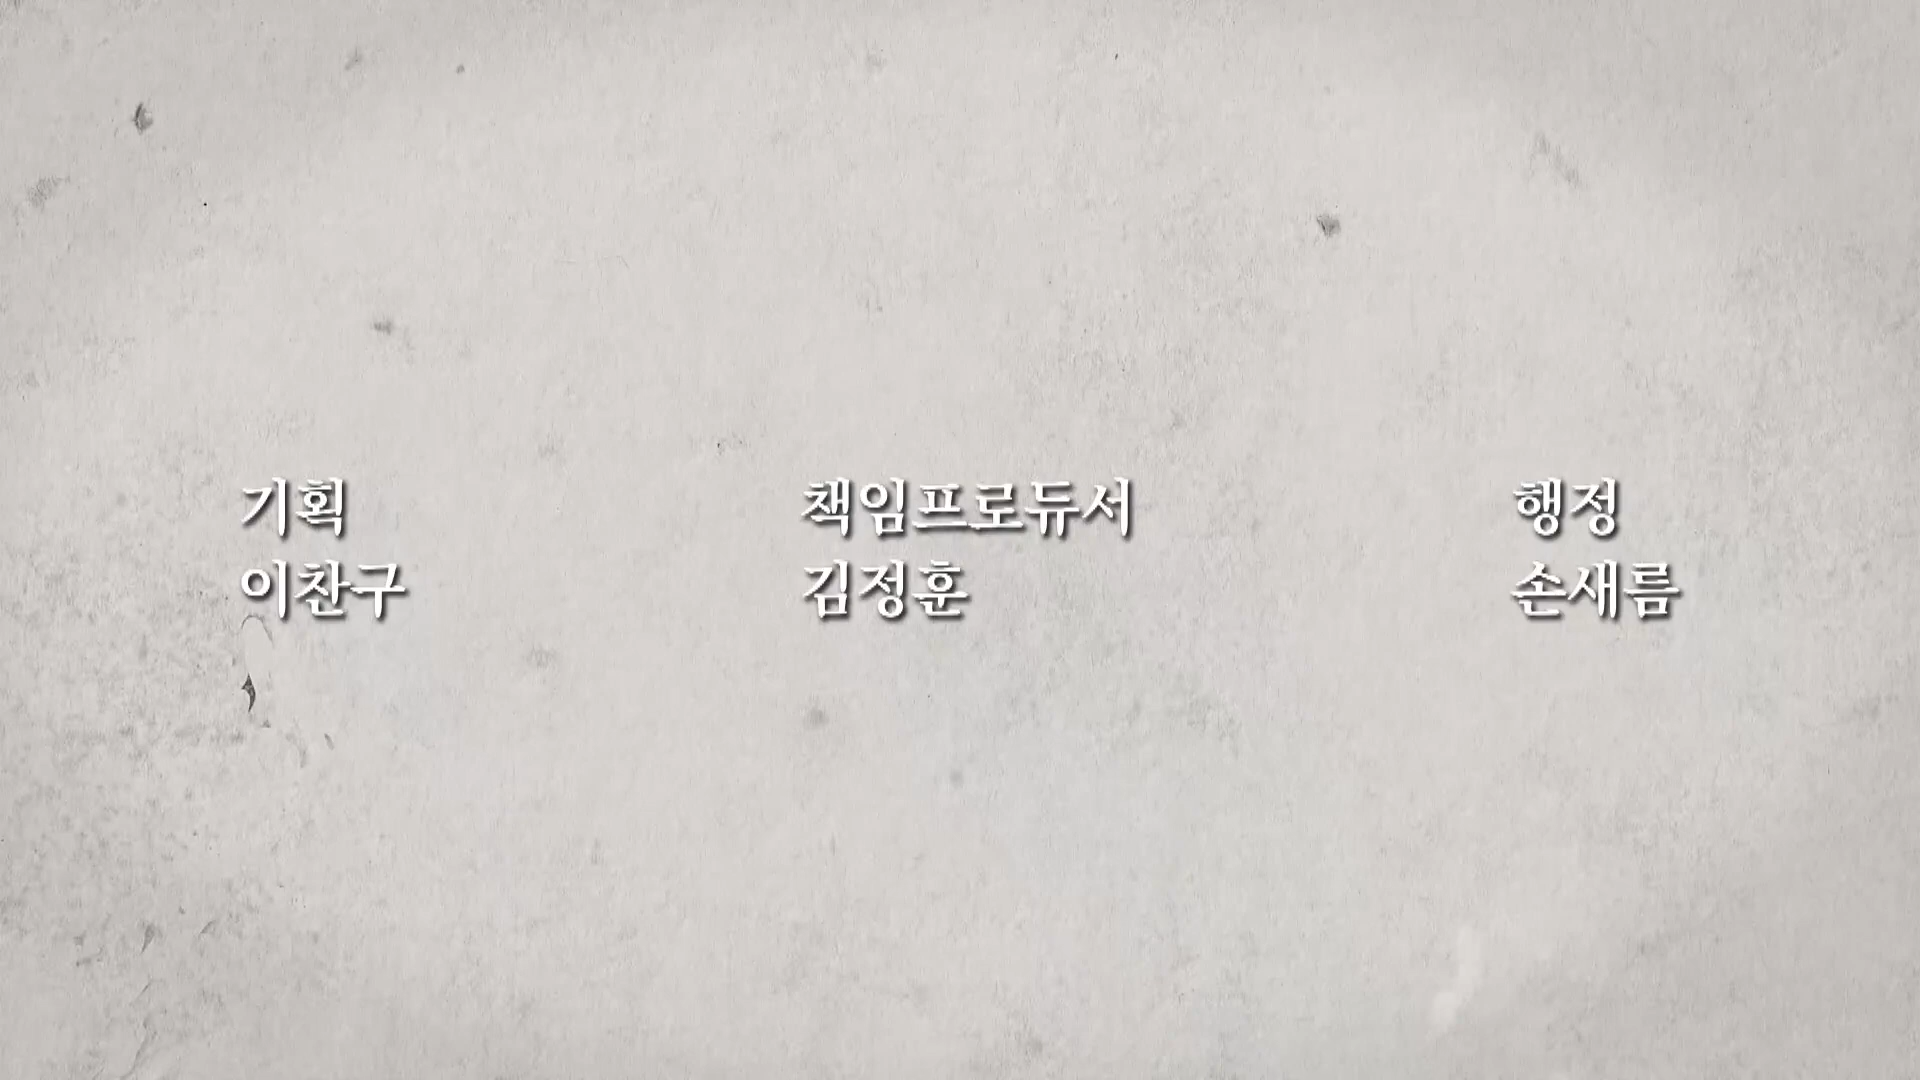 기획
이찬구
책임프로듀서
김정훈
행정
손새름